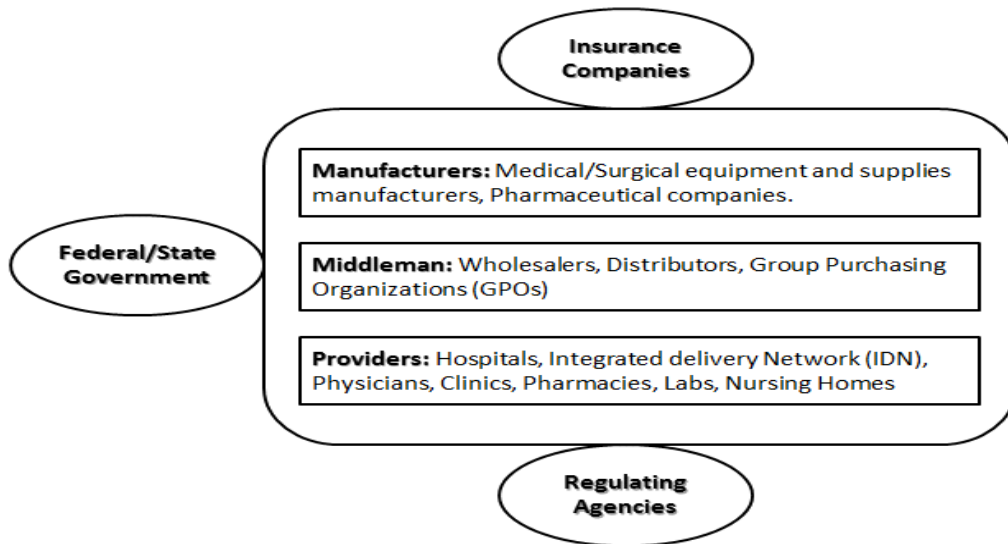 Insurance
Companies
Manufacturers: Medical/Surgical equipment and supplies
manufacturers, Pharmaceutical companies.
Federal/State
Government
Middleman: Wholesalers, Distributors, Group Purchasing
Organizations (GPOs)
Providers: Hospitals, Integrated delivery Network (IDN),
Physicians, Clinics, Pharmacies, Labs, Nursing Homes
Regulating
Agencies